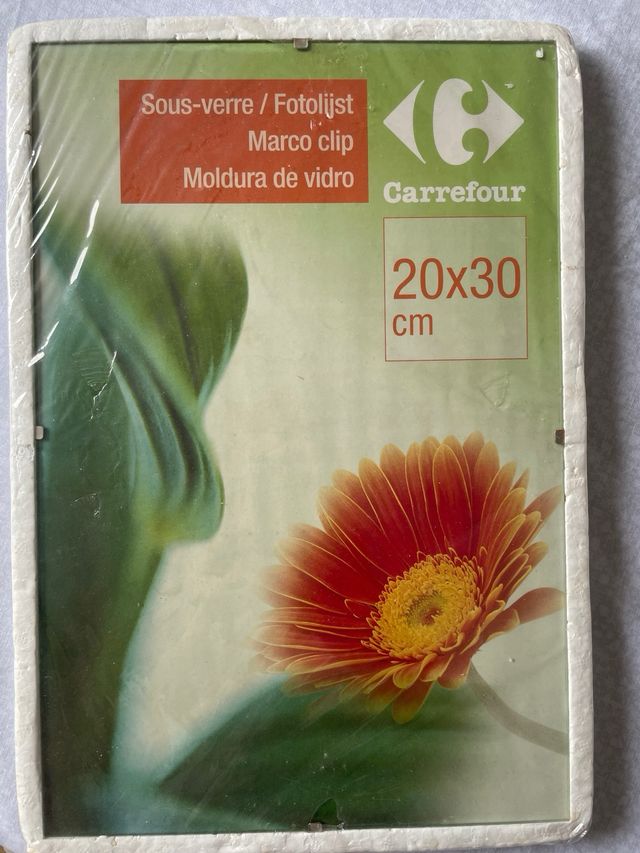 Sous-verre / Fotolijst
Marco clip
Moldura de vidro
Carrefour
20x30
cm